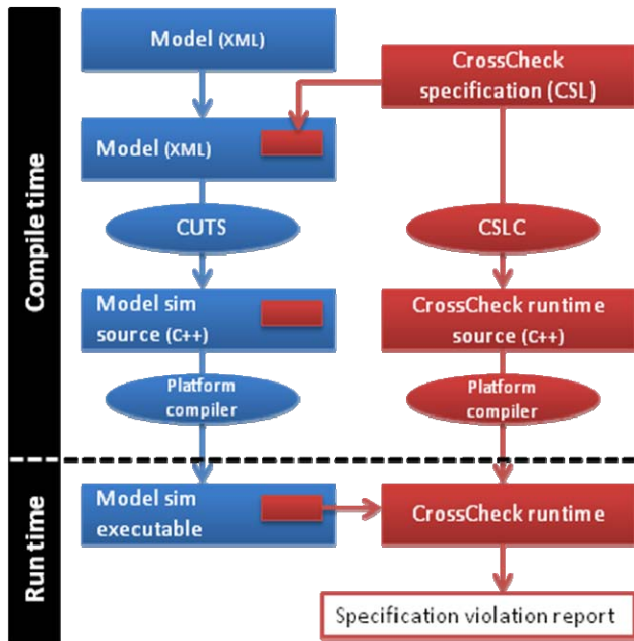 Compile time
Model (XML)
CrossCheck
specification (CSL)
Model (XML)
CUTS
CSLC
Model sim
source (C++)
CrossCheck runtime
source (C++)
Platform
compiler
Platform
compiler
Run time
Model sim
executable
CrossCheck runtime
Specification violation report